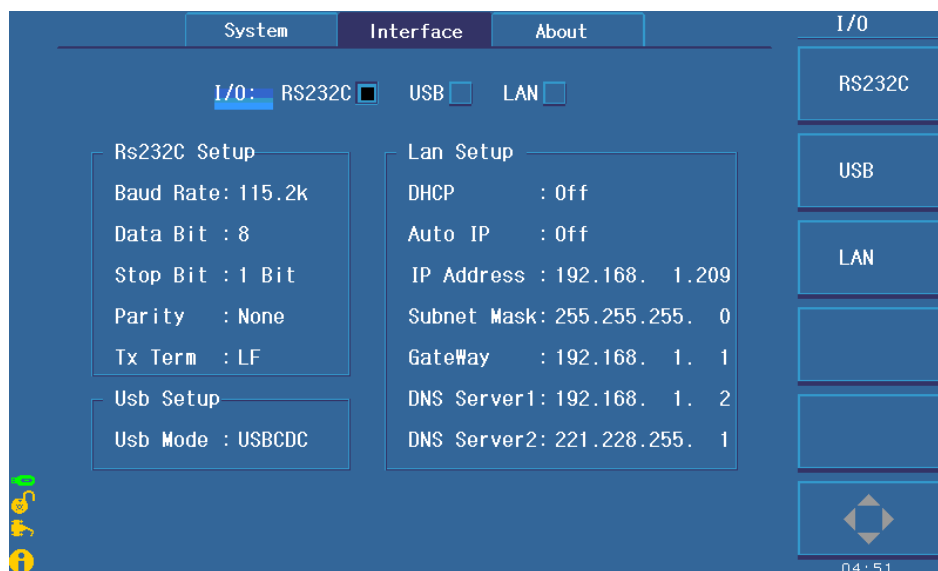 System Interface About I/O
I/O: RS232C USB LAN
RS232C
USB
LAN
Rs232C Setup
Baud Rate: 115.2k
Data Bit : 8
Stop Bit : 1 Bit
Parity : None
Tx Term : LF
Usb Setup
Usb Mode : USBCDC
Lan Setup
DHCP : Off
Auto IP : Off
IP Address : 192.168. 1.209
Subnet Mask: 255.255.255. 0
GateWay : 192.168. 1. 1
DNS Server1: 192.168. 1. 2
DNS Server2: 221.228.255. 1
04:51